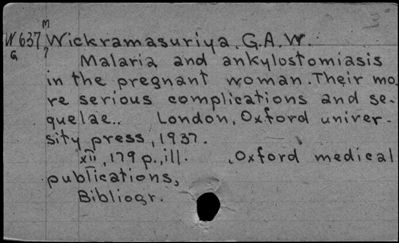 M
W 637 Wickramasuriya, G.A.W.
G 7
Malaria and ankylostomiasis
in the pregnant woman. Their mo
re serious complications and se-
quelae.. London, Oxford univer-
sity press, 1937.
xii, 179 p., ill. (Oxford medical
publications,
Bibliogr.